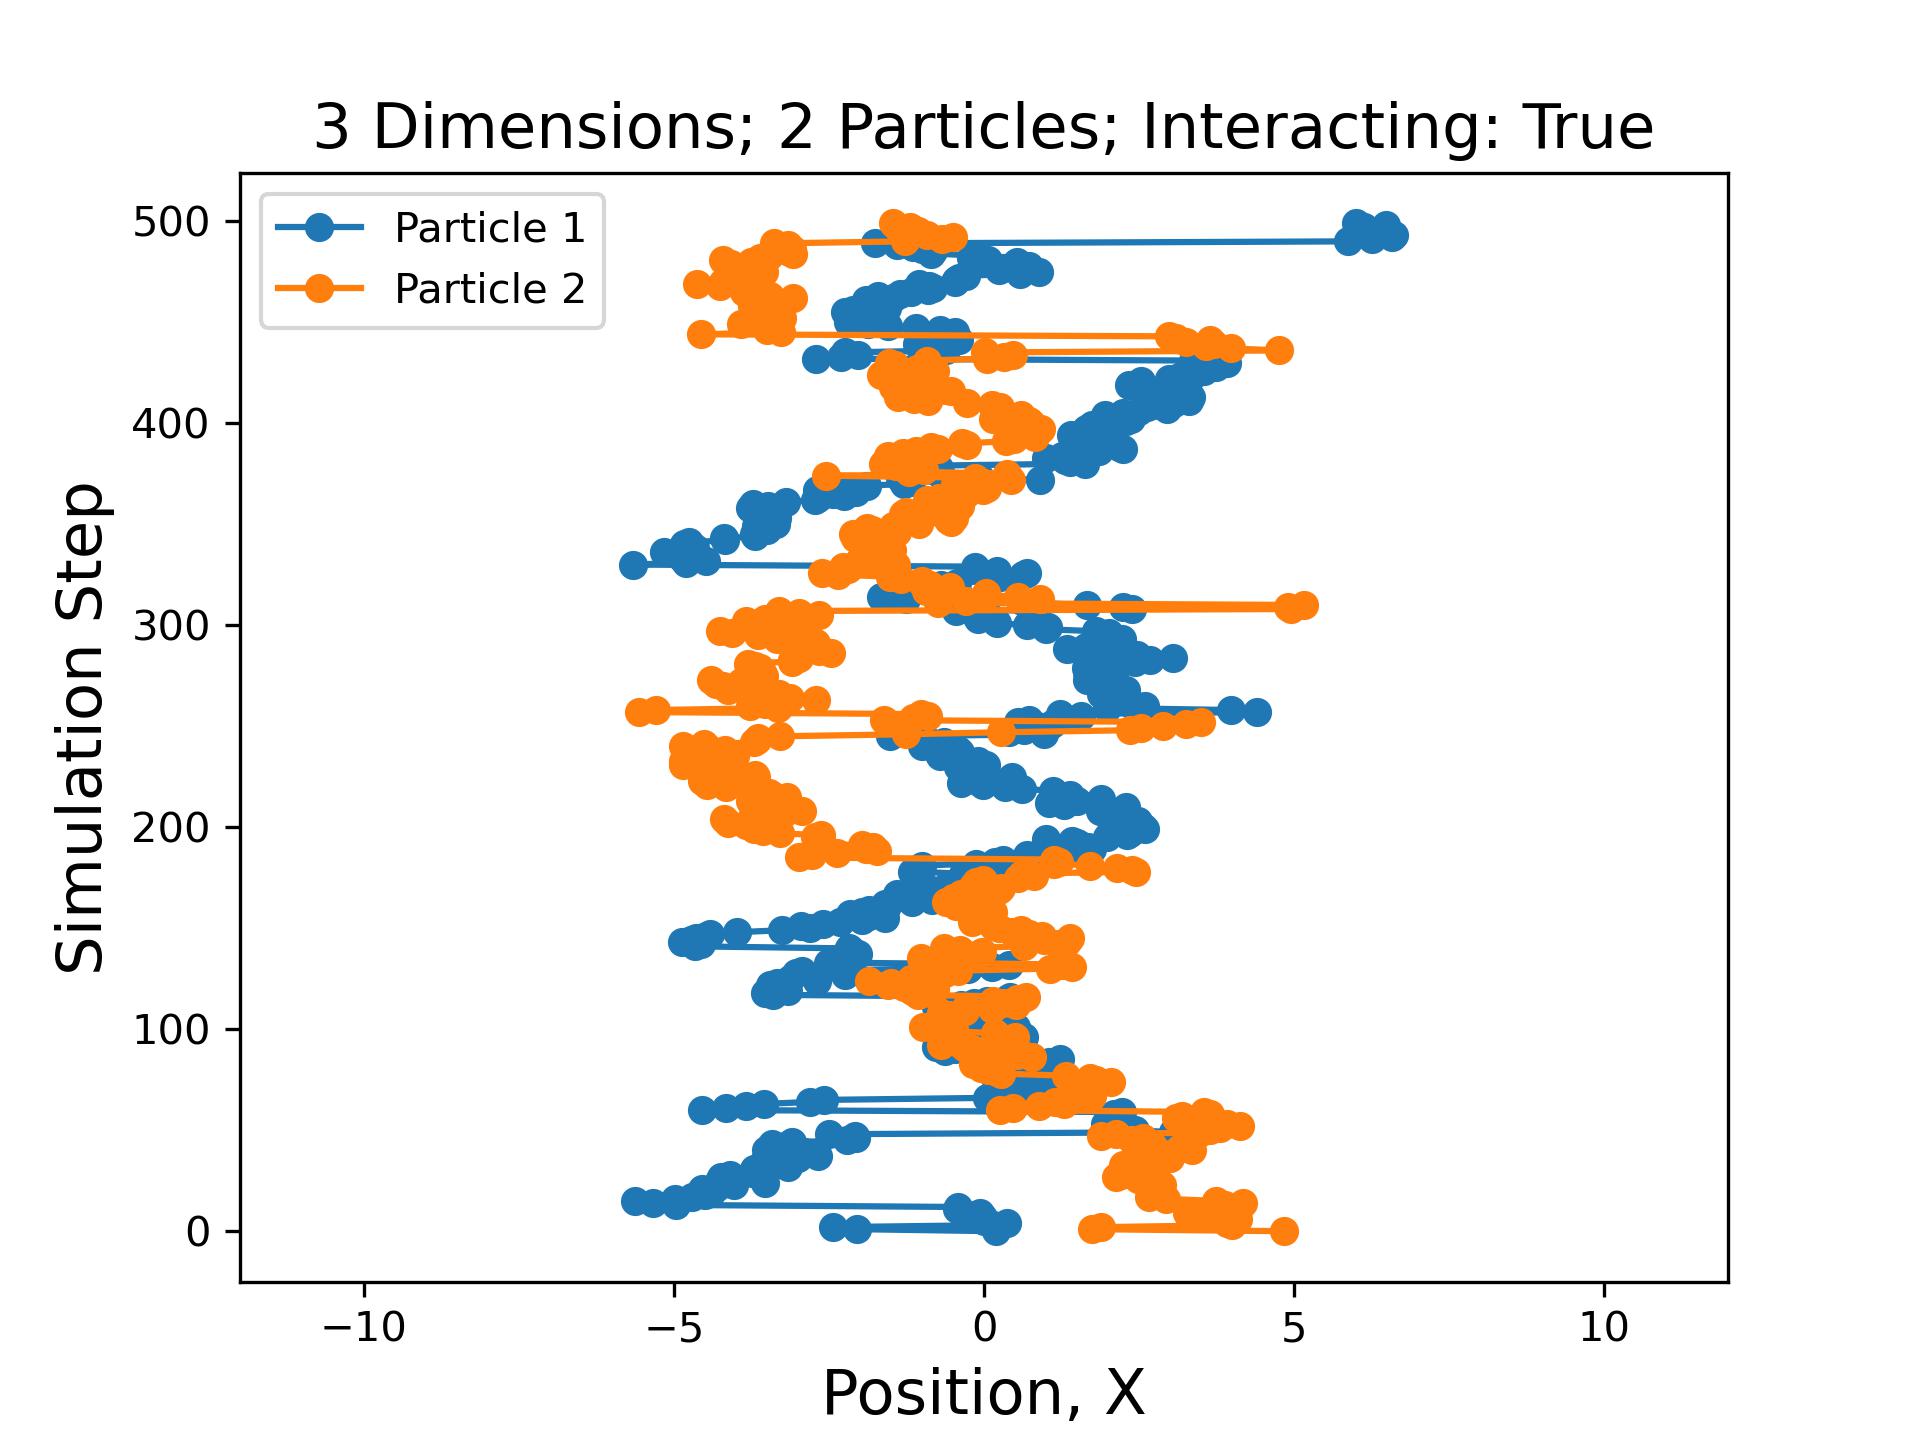 3 Dimensions; 2 Particles; Interacting: True
Particle 1
Particle 2
Simulation Step
500
400
300
200
100
0
−10
−5
0
5
10
Position, X